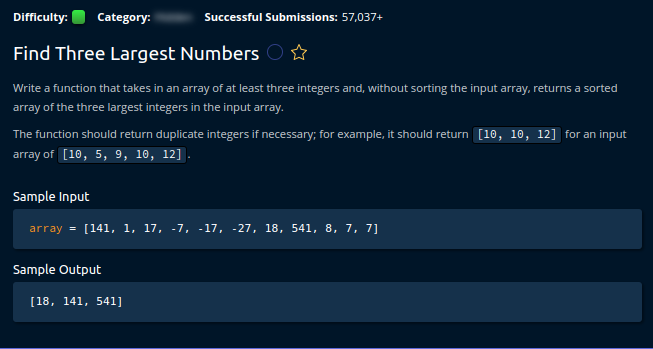 Difficulty: Category: Successful Submissions: 57,037+
Find Three Largest Numbers
Write a function that takes in an array of at least three integers and, without sorting the input array, returns a sorted
array of the three largest integers in the input array.
The function should return duplicate integers if necessary; for example, it should return [10, 10, 12] for an input
array of [10, 5, 9, 10, 12].
Sample Input
array = [141, 1, 17, -7, -17, -27, 18, 541, 8, 7, 7]
Sample Output
[18, 141, 541]